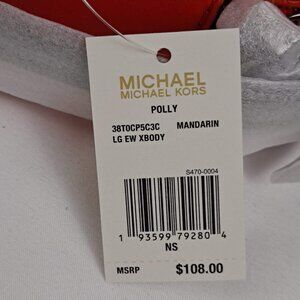 MICHAEL
MICHAEL KORS
POLLY
38T0CP5C3C MANDARIN
LG EW XBODY
S470-0004
1 93599 79280 4
NS
MSRP $108.00